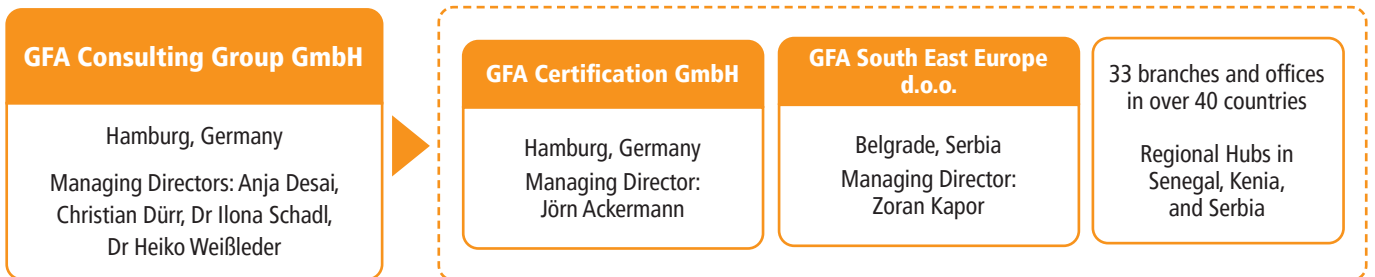 GFA Consulting Group GmbH
Hamburg, Germany
Managing Directors: Anja Desai,
Christian Dürr, Dr Ilona Schadl,
Dr Heiko Weißleder
GFA Certification GmbH
Hamburg, Germany
Managing Director:
Jörn Ackermann
GFA South East Europe
d.o.o.
Belgrade, Serbia
Managing Director:
Zoran Kapor
33 branches and offices
in over 40 countries
Regional Hubs in
Senegal, Kenia,
and Serbia